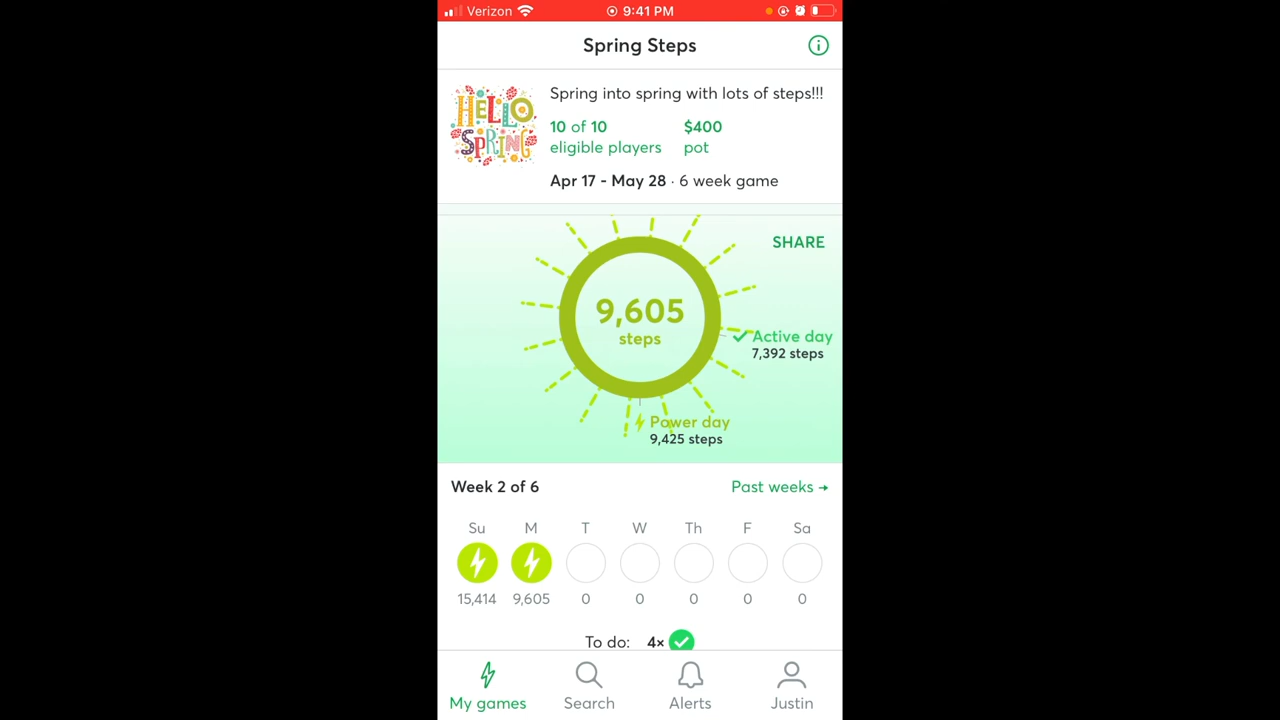 Verizon 9:41 PM
Spring Steps
HELLO
SPRING
Spring into spring with lots of steps!!!
10 of 10 $400
eligible players pot
Apr 17 - May 28 · 6 week game
SHARE
9,605
steps
Active day
7,392 steps
Power day
9,425 steps
Week 2 of 6 Past weeks →
Su M T W Th F Sa
15,414 9,605 0 0 0 0 0
To do: 4×
My games Search Alerts Justin